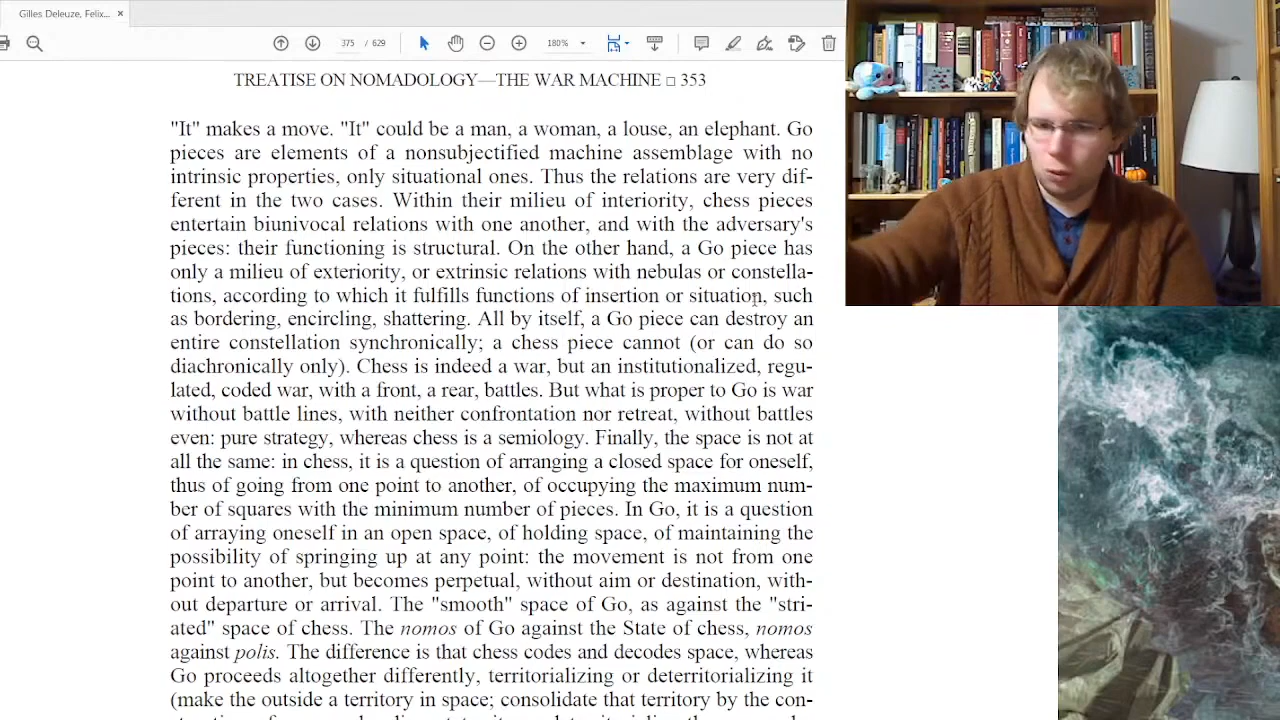 Gilles Deleuze, Felix...
375 / 629
180%
TREATISE ON NOMADOLOGY—THE WAR MACHINE □ 353
"It" makes a move. "It" could be a man, a woman, a louse, an elephant. Go
pieces are elements of a nonsubjectified machine assemblage with no
intrinsic properties, only situational ones. Thus the relations are very dif-
ferent in the two cases. Within their milieu of interiority, chess pieces
entertain biunivocal relations with one another, and with the adversary's
pieces: their functioning is structural. On the other hand, a Go piece has
only a milieu of exteriority, or extrinsic relations with nebulas or constella-
tions, according to which it fulfills functions of insertion or situation, such
as bordering, encircling, shattering. All by itself, a Go piece can destroy an
entire constellation synchronically; a chess piece cannot (or can do so
diachronically only). Chess is indeed a war, but an institutionalized, regu-
lated, coded war, with a front, a rear, battles. But what is proper to Go is war
without battle lines, with neither confrontation nor retreat, without battles
even: pure strategy, whereas chess is a semiology. Finally, the space is not at
all the same: in chess, it is a question of arranging a closed space for oneself,
thus of going from one point to another, of occupying the maximum num-
ber of squares with the minimum number of pieces. In Go, it is a question
of arraying oneself in an open space, of holding space, of maintaining the
possibility of springing up at any point: the movement is not from one
point to another, but becomes perpetual, without aim or destination, with-
out departure or arrival. The "smooth" space of Go, as against the "stri-
ated" space of chess. The nomos of Go against the State of chess, nomos
against polis. The difference is that chess codes and decodes space, whereas
Go proceeds altogether differently, territorializing or deterritorializing it
(make the outside a territory in space; consolidate that territory by the con-